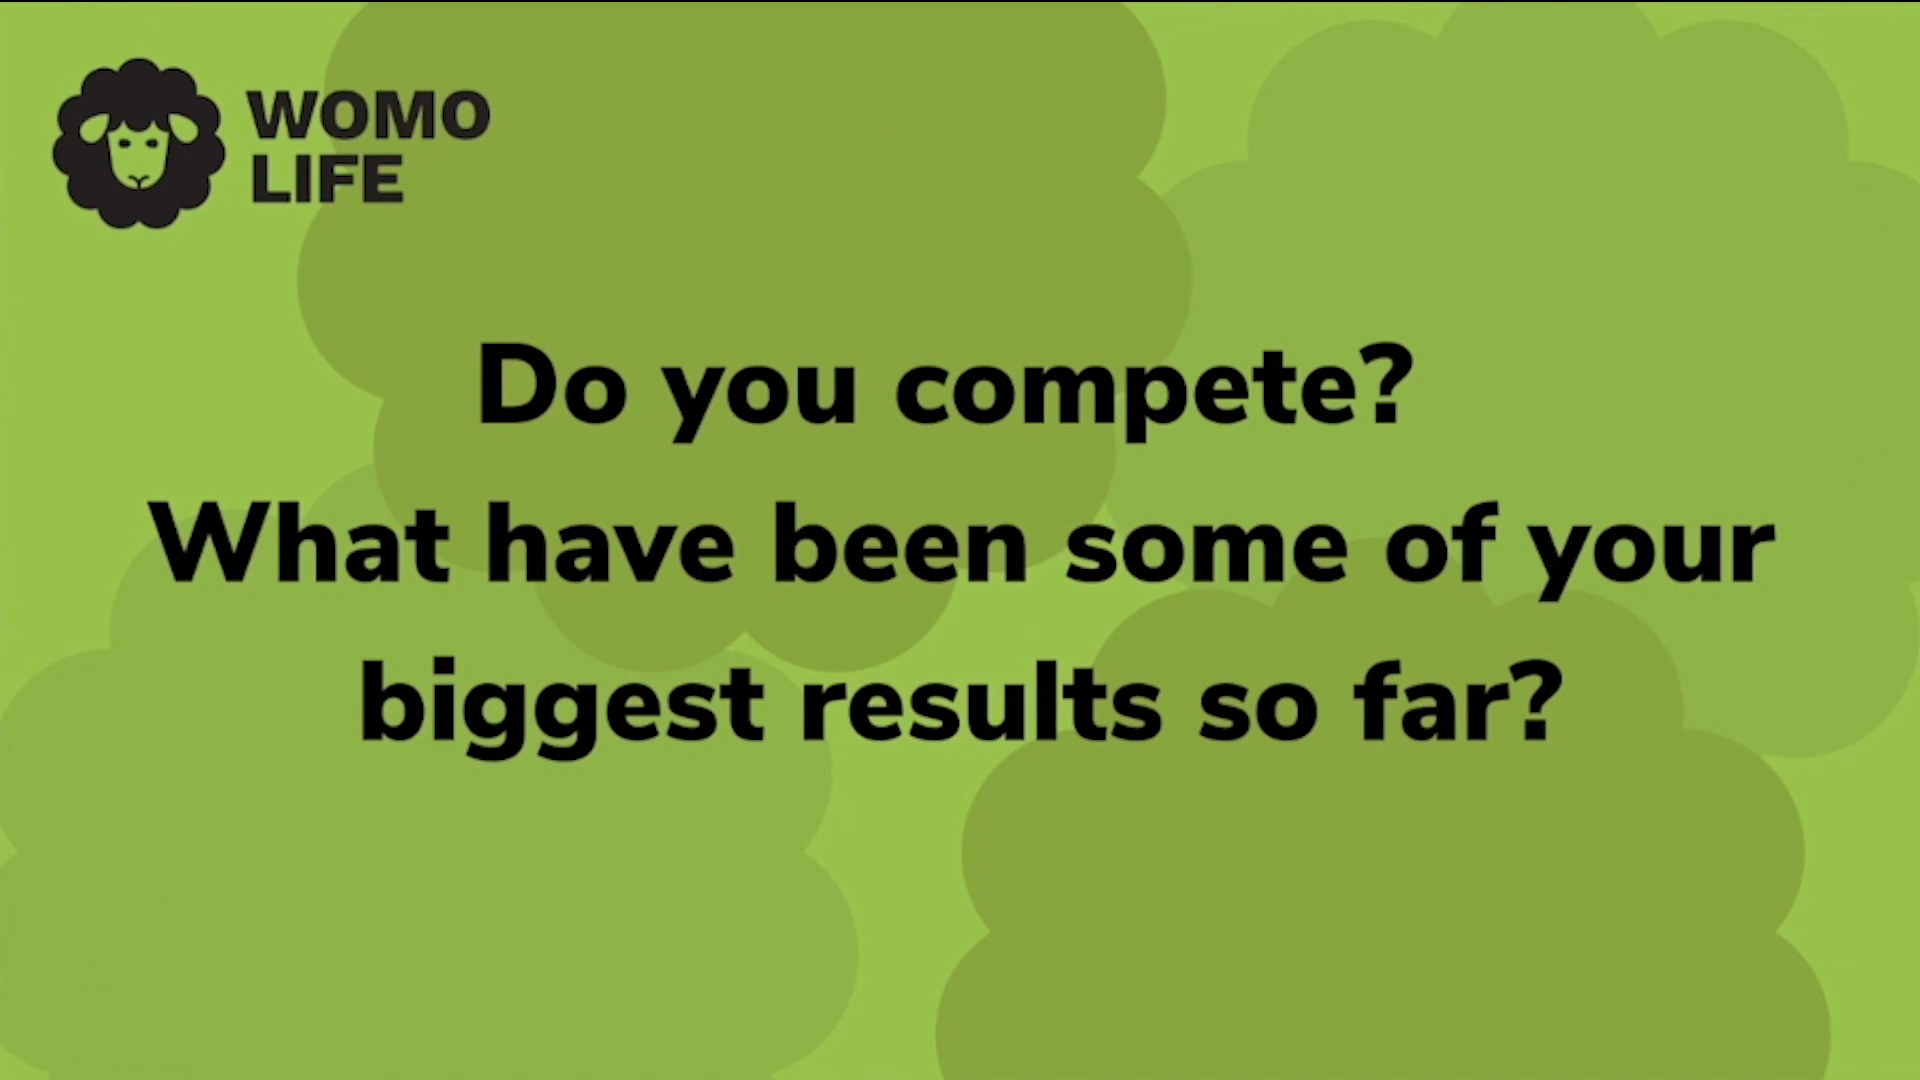 WOMO
LIFE
Do you compete?
What have been some of your
biggest results so far?